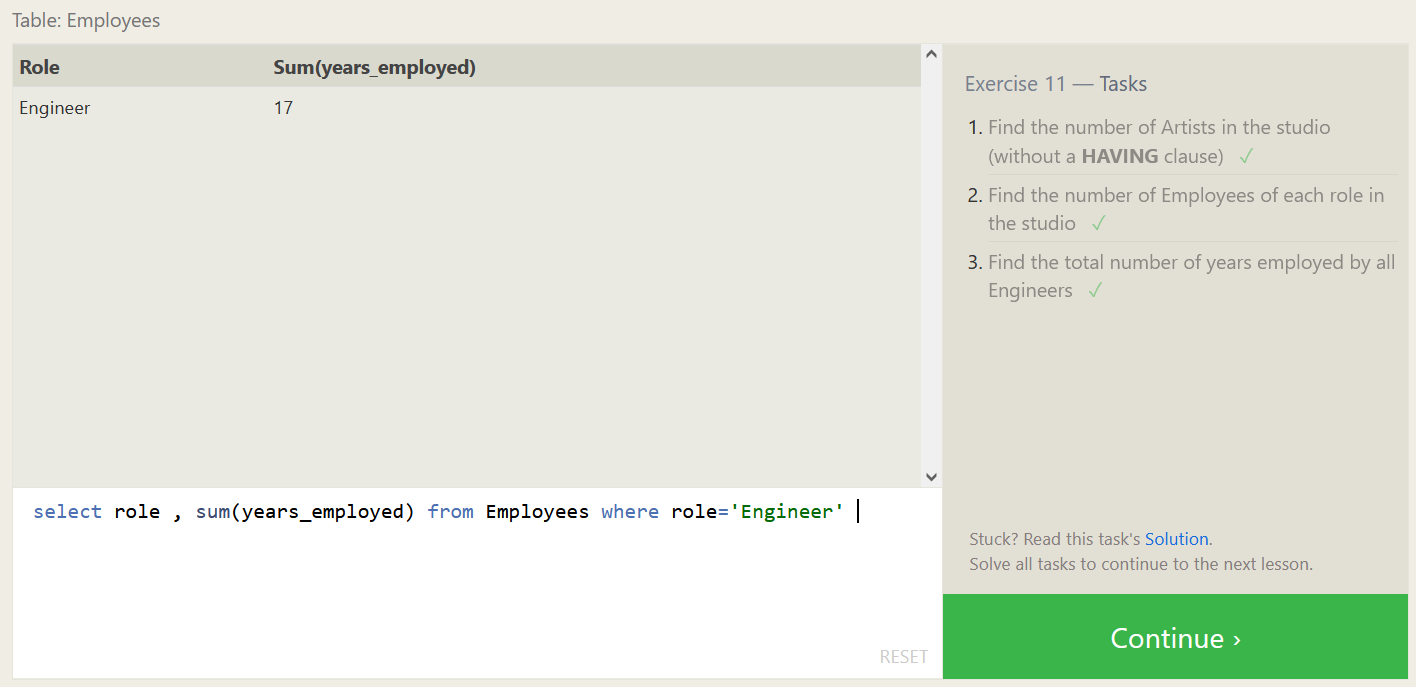 Table: Employees
Role Sum(years_employed)
Engineer 17
select role , sum(years_employed) from Employees where role='Engineer'
RESET
Exercise 11 — Tasks
1. Find the number of Artists in the studio
(without a HAVING clause) ✓
2. Find the number of Employees of each role in
the studio ✓
3. Find the total number of years employed by all
Engineers ✓
Stuck? Read this task's Solution.
Solve all tasks to continue to the next lesson.
Continue ›